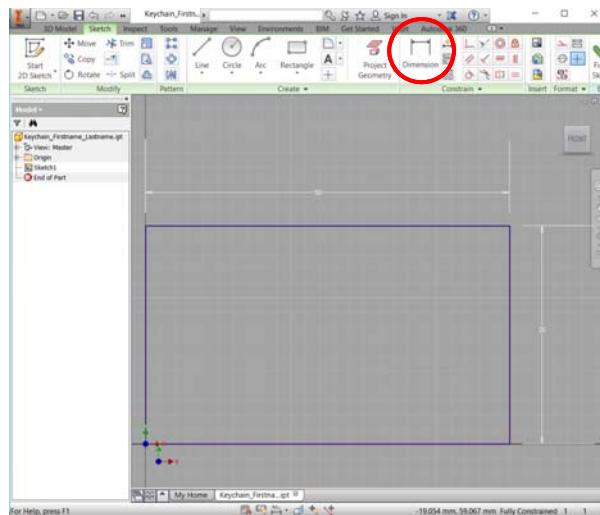 Keychain_Firstn...
Sign In
3D Model Sketch Inspect Tools Manage View Environments BIM Get Started Autodesk 360
Move Trim
Copy
Rotate Split
Start
2D Sketch
Line Circle Arc Rectangle
Project
Geometry
Dimension
Sketch Modify Pattern Create Constrain Insert Format
Model
Keychain_Firstname_Lastname.ipt
View: Master
Origin
Sketch1
End of Part
FRONT
My Home Keychain_Firstna...ipt
For Help, press F1
-19.054 mm, 59.067 mm Fully Constrained 1 1